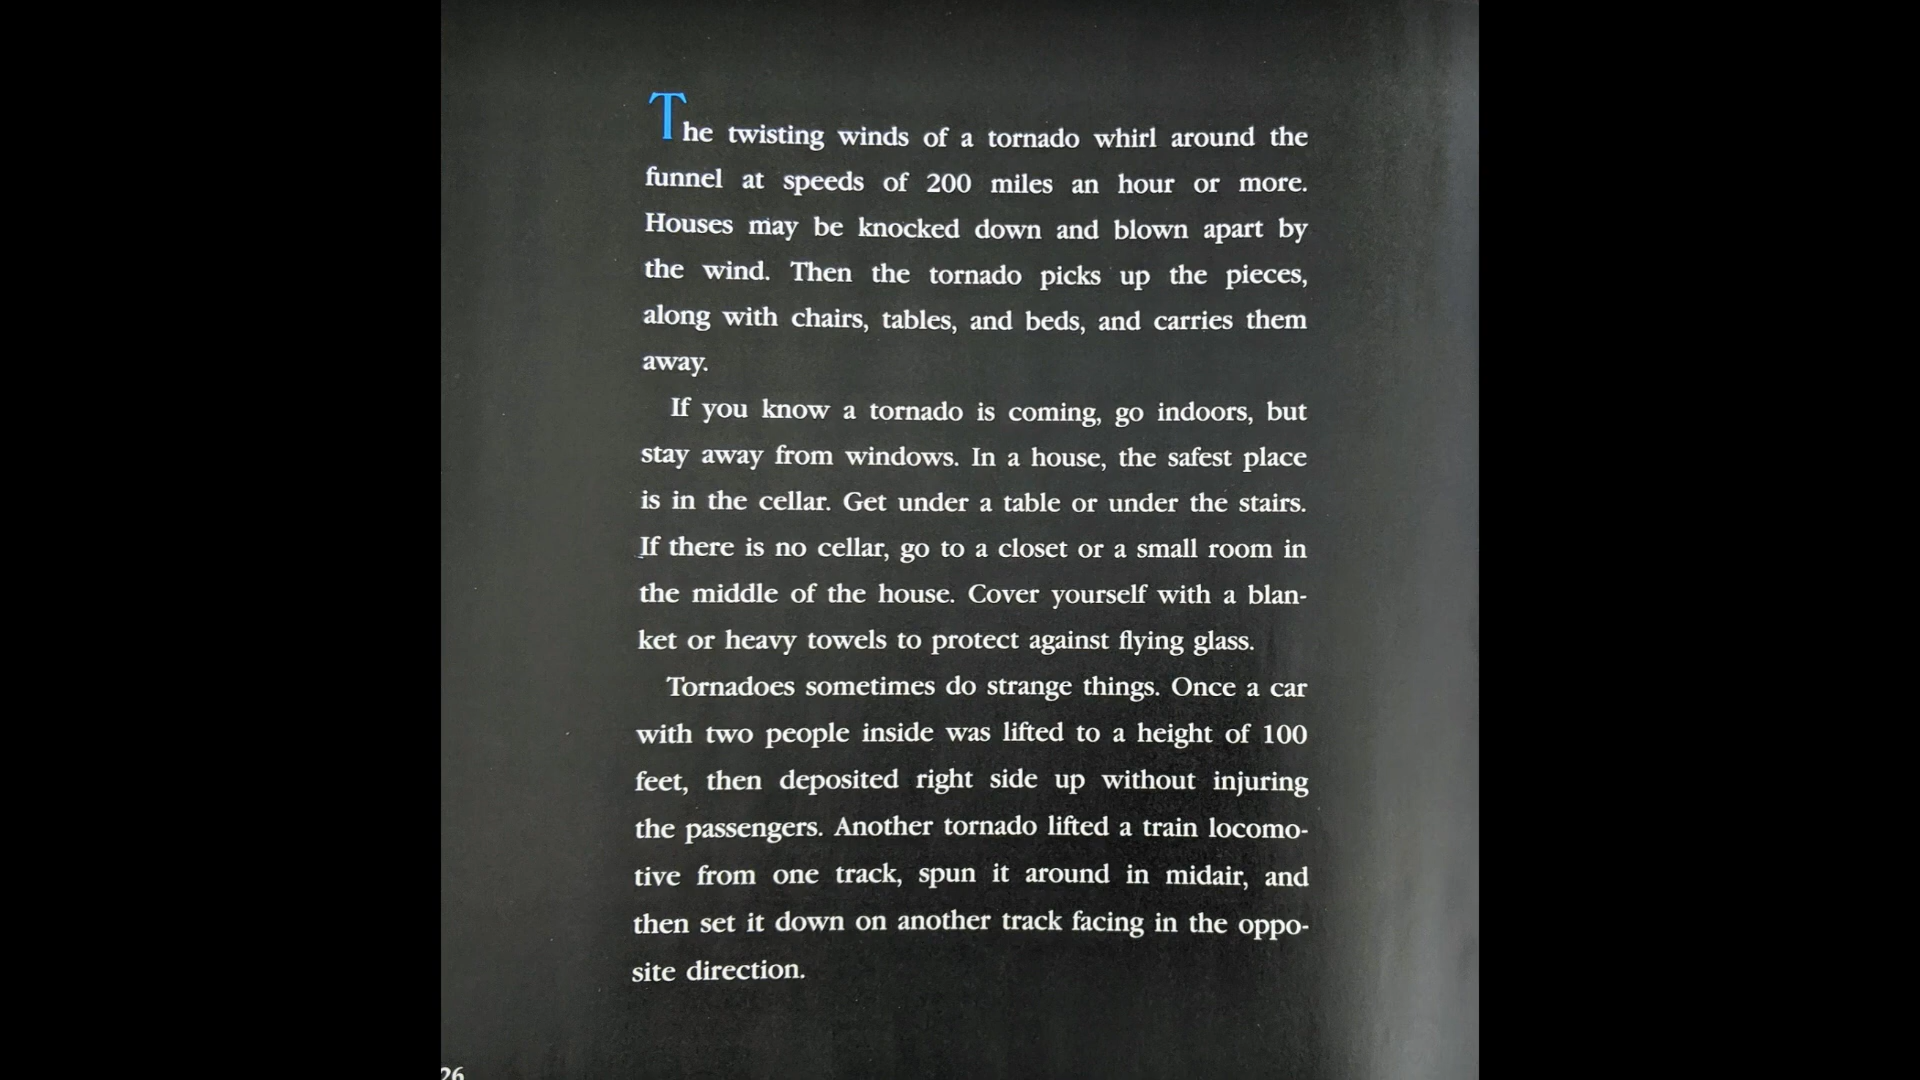 The twisting winds of a tornado whirl around the
funnel at speeds of 200 miles an hour or more.
Houses may be knocked down and blown apart by
the wind. Then the tornado picks up the pieces,
along with chairs, tables, and beds, and carries them
away.
If you know a tornado is coming, go indoors, but
stay away from windows. In a house, the safest place
is in the cellar. Get under a table or under the stairs.
If there is no cellar, go to a closet or a small room in
the middle of the house. Cover yourself with a blan-
ket or heavy towels to protect against flying glass.
Tornadoes sometimes do strange things. Once a car
with two people inside was lifted to a height of 100
feet, then deposited right side up without injuring
the passengers. Another tornado lifted a train locomo-
tive from one track, spun it around in midair, and
then set it down on another track facing in the oppo-
site direction.
26